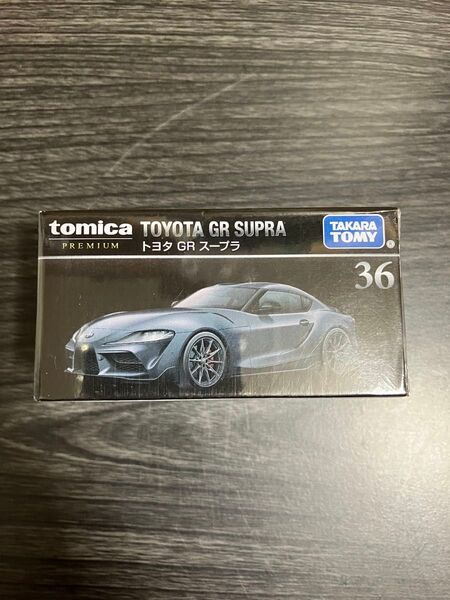 tomica
PREMIUM
TOYOTA GR SUPRA
トヨタ GR スープラ
TAKARA
TOMY
36